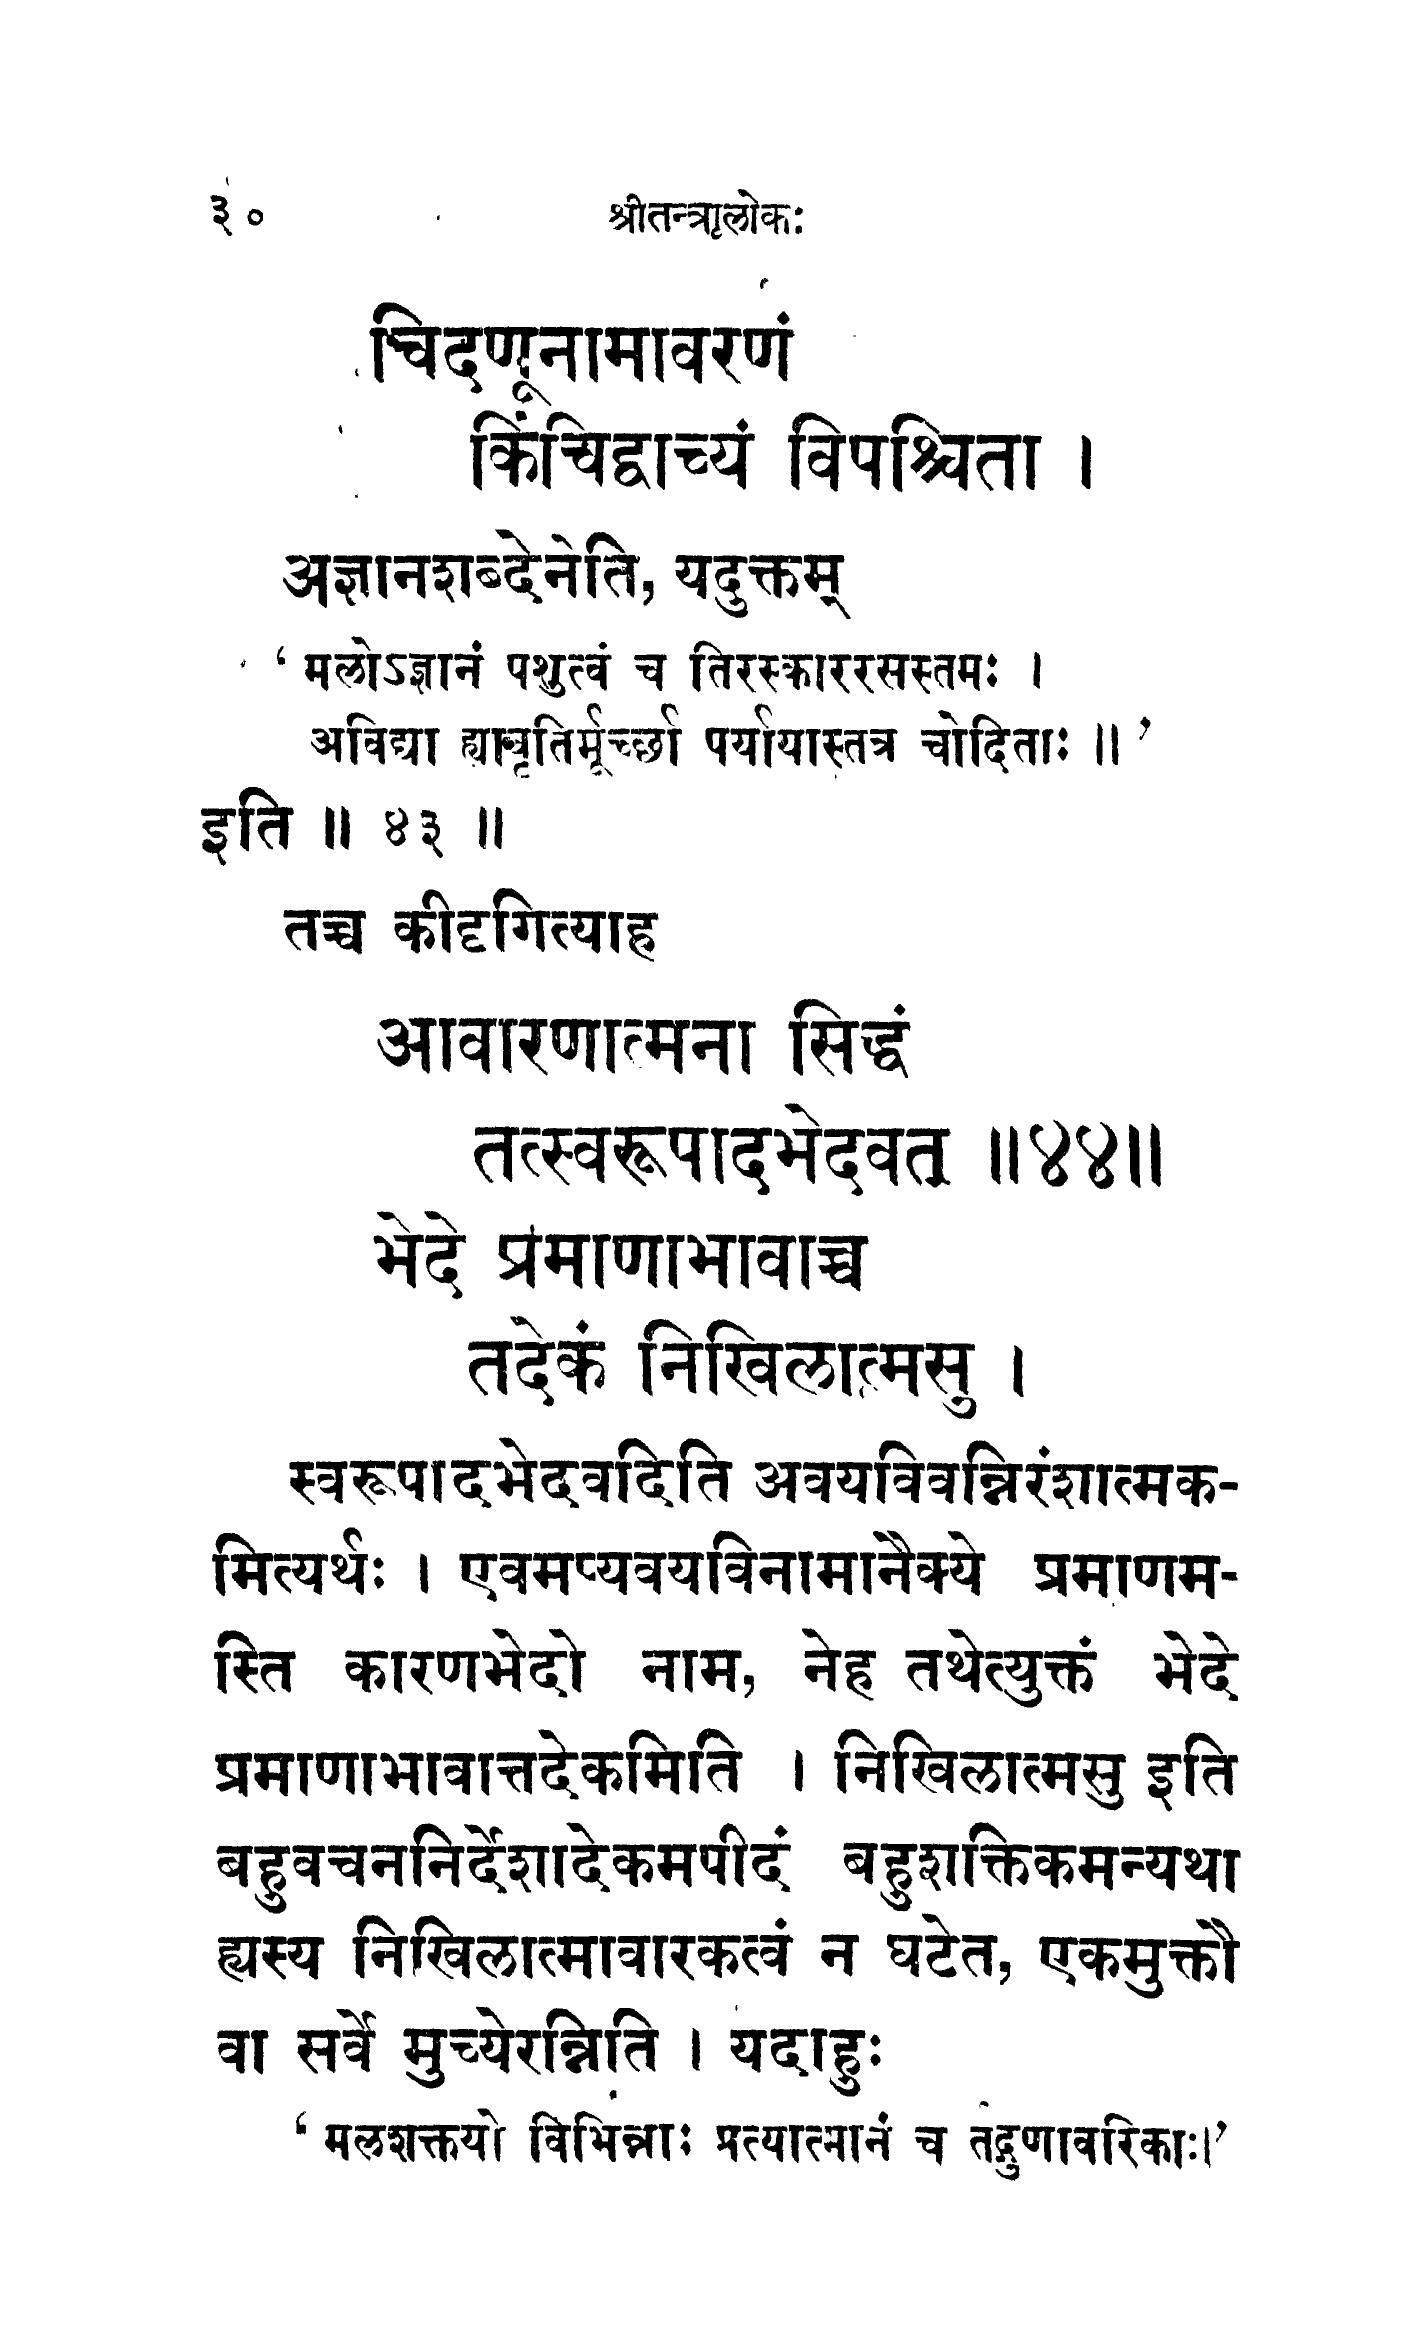 ३०
श्रीतन्त्रालोकः
चिदणूनामावरणं
किंचिद्वाच्यं विपश्चिता ।
अज्ञानशब्देनेति, यदुक्तम्
‘ मलोऽज्ञानं पशुत्वं च तिरस्काररसस्तमः ।
अविद्या ह्यावृतिर्मूर्च्छा पर्यायास्तत्र चोदिताः ॥ ’
इति ॥ ४३ ॥
तच्च कीदृगित्याह
आवारणात्मना सिद्धं
तत्स्वरूपादभेदवत् ॥४४॥
भेदे प्रमाणाभावाच्च
तदेकं निखिलात्मसु ।
स्वरूपादभेदवदिति अवयविवन्निरंशात्मक-
मित्यर्थः । एवमप्यवयविनामानैक्ये प्रमाणम-
स्ति कारणभेदो नाम, नेह तथेत्युक्तं भेदे
प्रमाणाभावात्तदेकमिति । निखिलात्मसु इति
बहुवचननिर्देशादेकमपीदं बहुशक्तिकमन्यथा
ह्यस्य निखिलात्मावारकत्वं न घटेत, एकमुक्तौ
वा सर्वे मुच्येरन्निति । यदाहुः
‘ मलशक्तयो विभिन्नाः प्रत्यात्मानं च तद्गुणावरिकाः।’